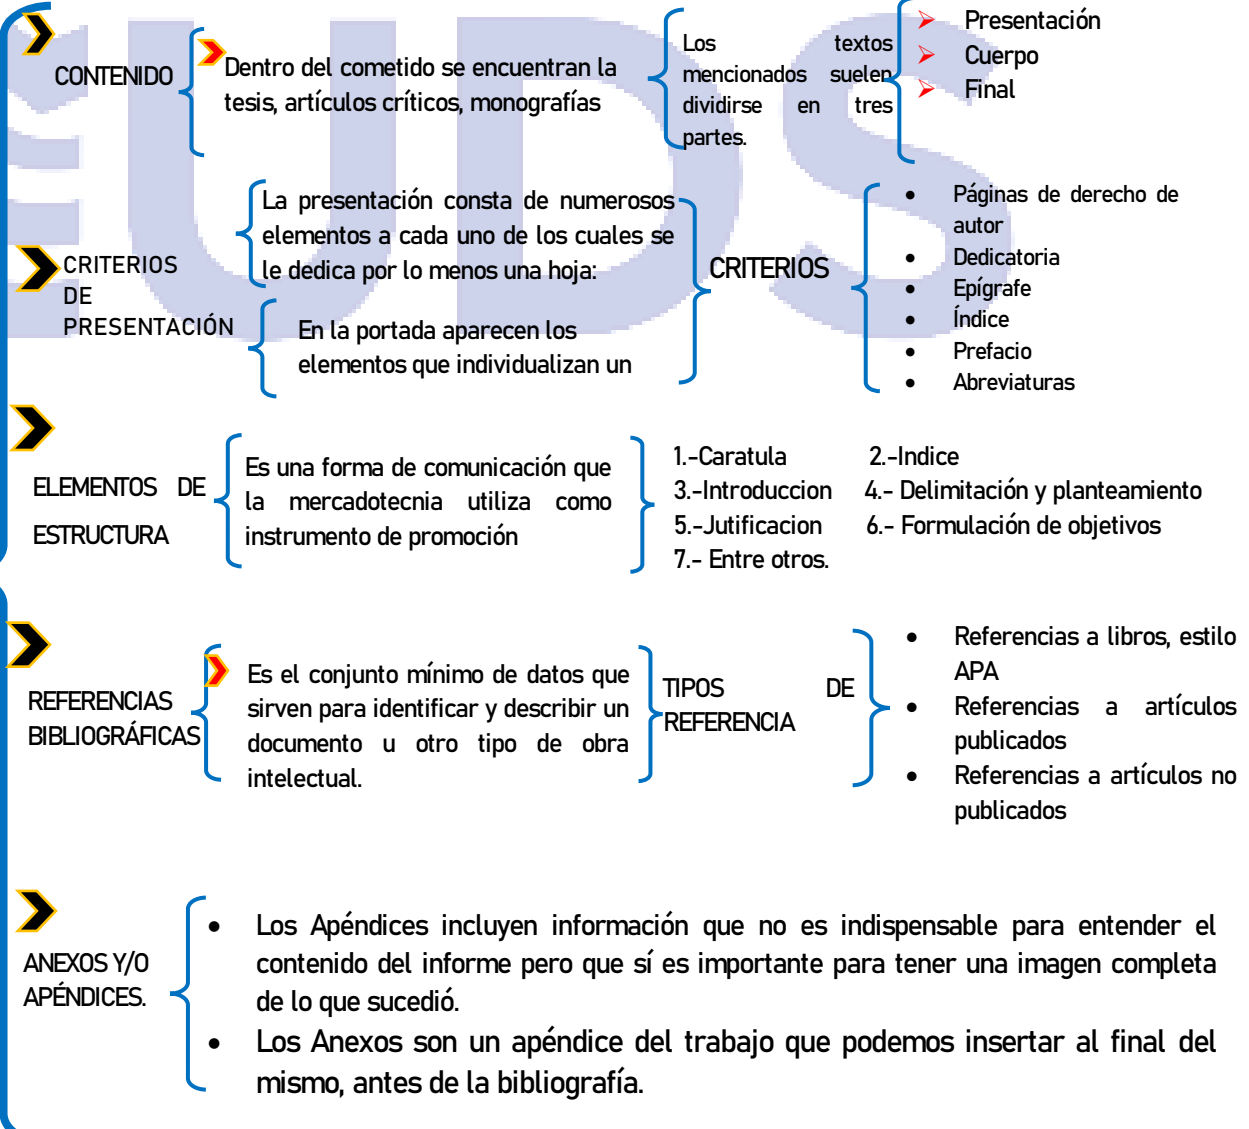 CONTENIDO
Dentro del cometido se encuentran la
tesis, artículos críticos, monografías
Los textos
mencionados suelen
dividirse en tres
partes.
Presentación
Cuerpo
Final
CRITERIOS
DE
PRESENTACIÓN
La presentación consta de numerosos
elementos a cada uno de los cuales se
le dedica por lo menos una hoja:
En la portada aparecen los
elementos que individualizan un
CRITERIOS
Páginas de derecho de
autor
Dedicatoria
Epígrafe
Índice
Prefacio
Abreviaturas
ELEMENTOS DE
ESTRUCTURA
Es una forma de comunicación que
la mercadotecnia utiliza como
instrumento de promoción
1.-Caratula 2.-Indice
3.-Introduccion 4.- Delimitación y planteamiento
5.-Jutificacion 6.- Formulación de objetivos
7.- Entre otros.
REFERENCIAS
BIBLIOGRÁFICAS
Es el conjunto mínimo de datos que
sirven para identificar y describir un
documento u otro tipo de obra
intelectual.
TIPOS DE
REFERENCIA
Referencias a libros, estilo
APA
Referencias a artículos
publicados
Referencias a artículos no
publicados
ANEXOS Y/O
APÉNDICES.
Los Apéndices incluyen información que no es indispensable para entender el
contenido del informe pero que sí es importante para tener una imagen completa
de lo que sucedió.
Los Anexos son un apéndice del trabajo que podemos insertar al final del
mismo, antes de la bibliografía.
UDS